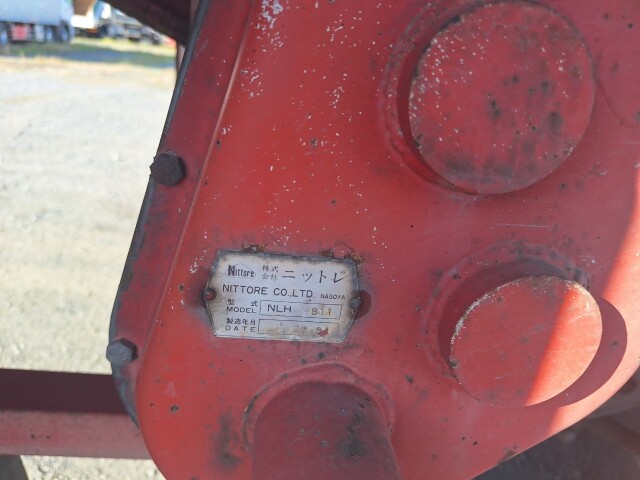 Nittore 株式会社 ニットレ
NITTORE CO.,LTD. NAGOYA
型式 MODEL NLH 811
製造年月 DATE